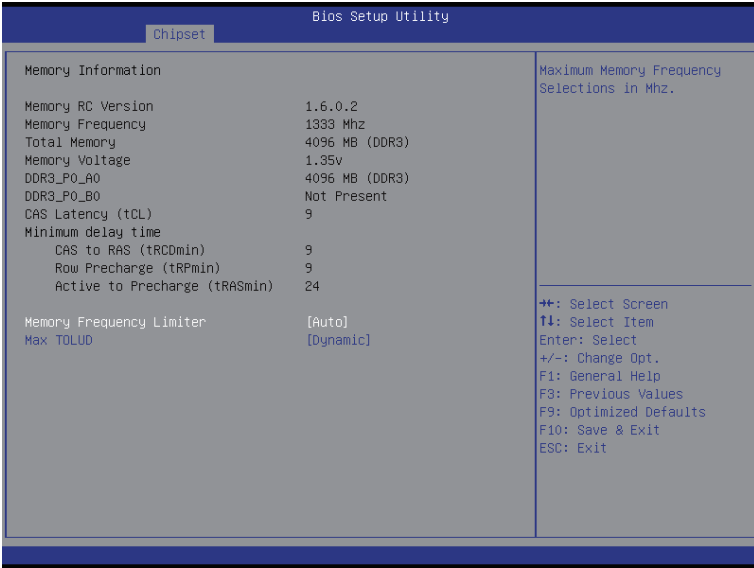 Bios Setup Utility
Chipset
Memory Information
Memory RC Version 1.6.0.2
Memory Frequency 1333 Mhz
Total Memory 4096 MB (DDR3)
Memory Voltage 1.35v
DDR3_P0_A0 4096 MB (DDR3)
DDR3_P0_B0 Not Present
CAS Latency (tCL) 9
Minimum delay time
CAS to RAS (tRCDmin) 9
Row Precharge (tRPmin) 9
Active to Precharge (tRASmin) 24
Memory Frequency Limiter [Auto]
Max TOLUD [Dynamic]
Maximum Memory Frequency
Selections in Mhz.
→←: Select Screen
↑↓: Select Item
Enter: Select
+/-: Change Opt.
F1: General Help
F3: Previous Values
F9: Optimized Defaults
F10: Save & Exit
ESC: Exit